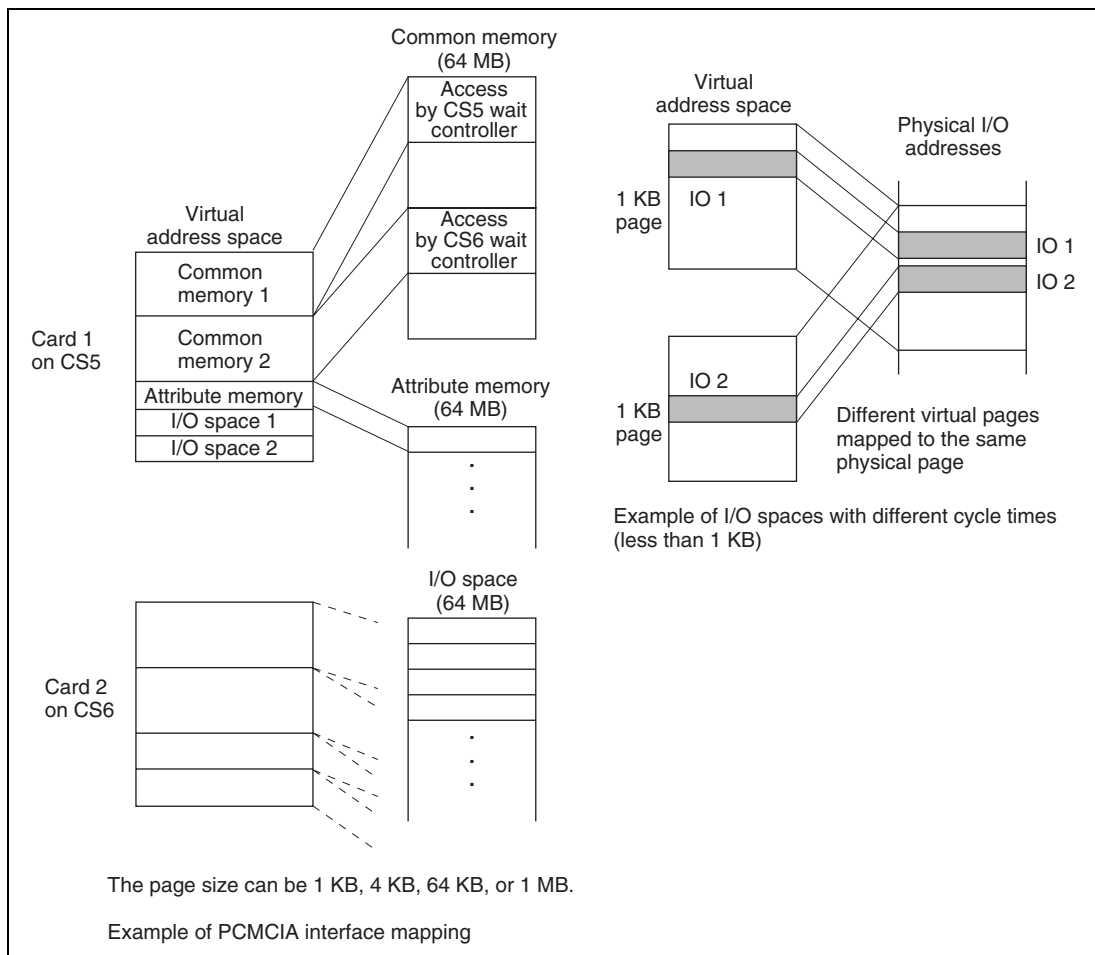 Common memory
(64 MB)
Access
by CS5 wait
controller
Access
by CS6 wait
controller
Virtual
address space
Common
memory 1
Common
memory 2
Attribute memory
I/O space 1
I/O space 2
Card 1
on CS5
Attribute memory
(64 MB)
I/O space
(64 MB)
Card 2
on CS6
The page size can be 1 KB, 4 KB, 64 KB, or 1 MB.
Example of PCMCIA interface mapping
Virtual
address space
Physical I/O
addresses
1 KB
page
IO 1
IO 1
IO 2
IO 2
1 KB
page
Different virtual pages
mapped to the same
physical page
Example of I/O spaces with different cycle times
(less than 1 KB)